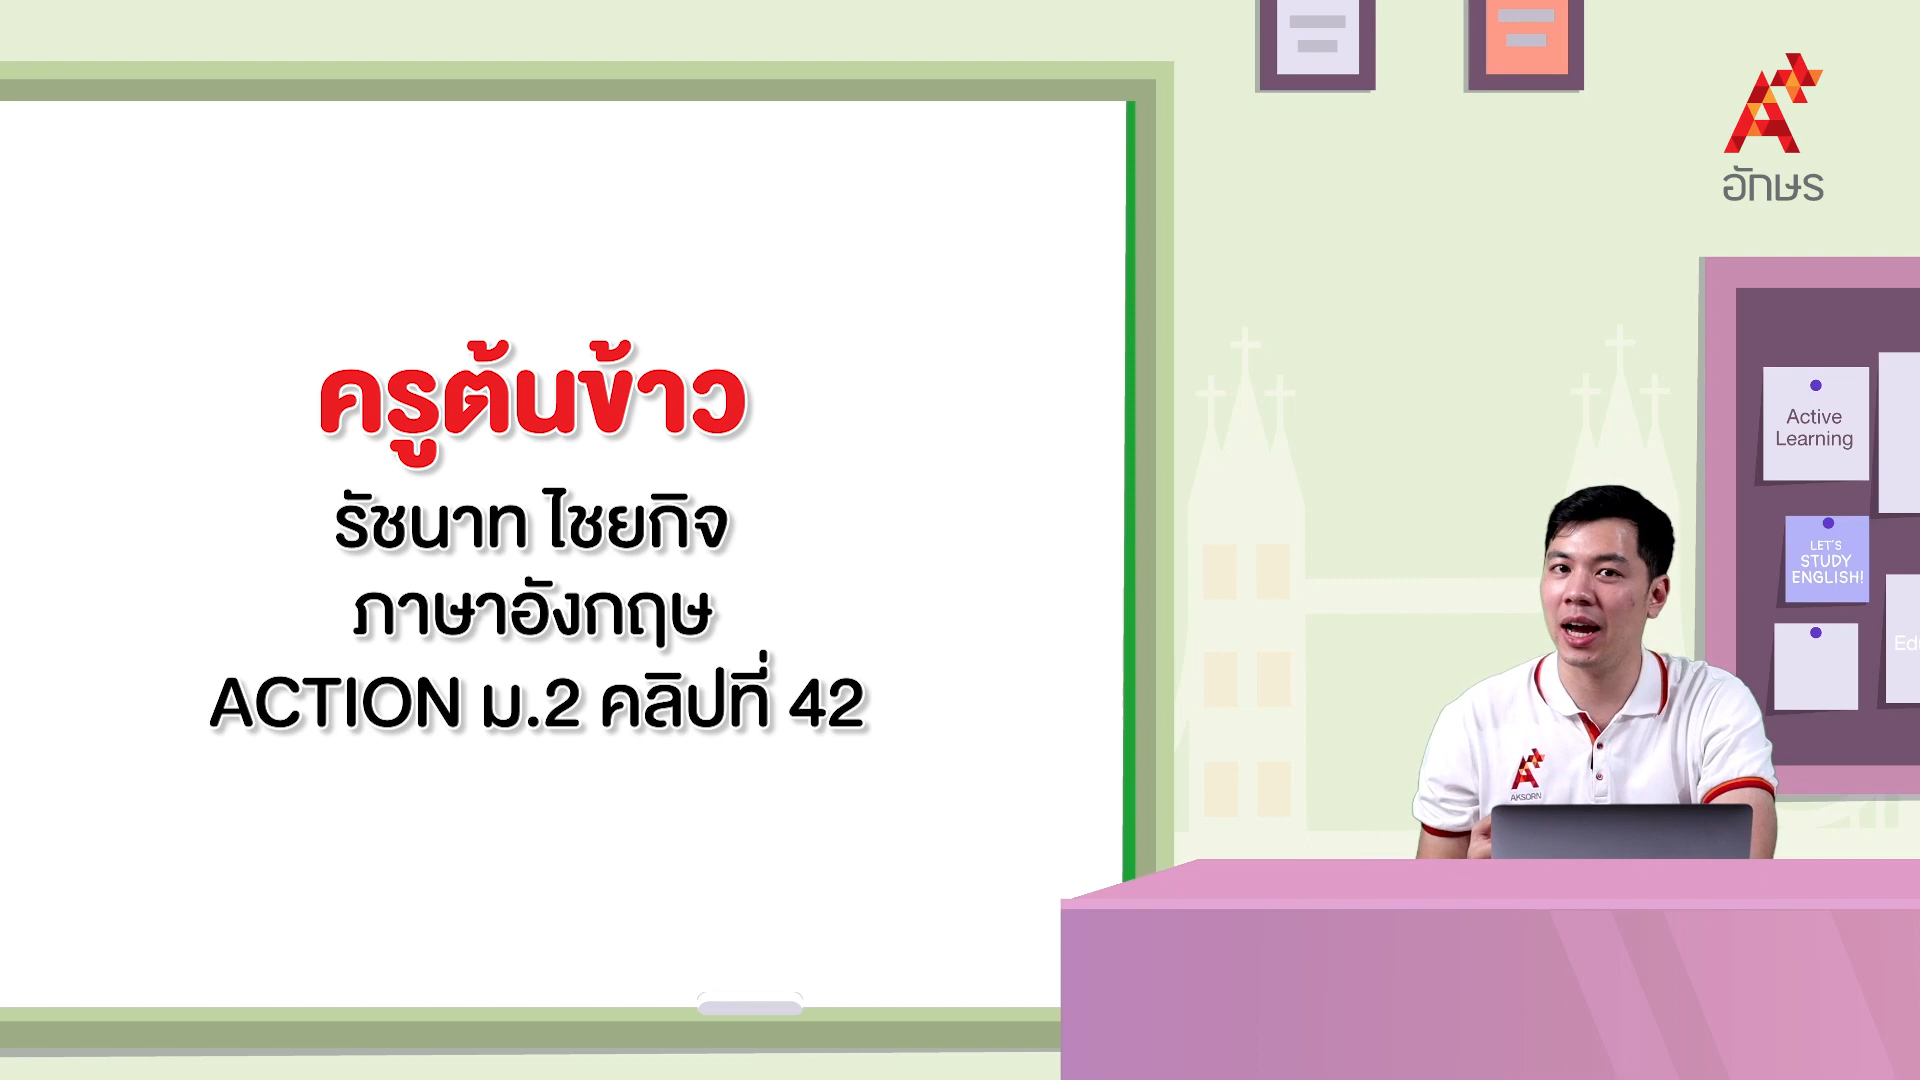 ครูต้นข้าว
รัชนาท ไชยกิจ
ภาษาอังกฤษ
ACTION ม.2 คลิปที่ 42
อักษร
Active
Learning
LET'S
STUDY
ENGLISH!
AKSORN